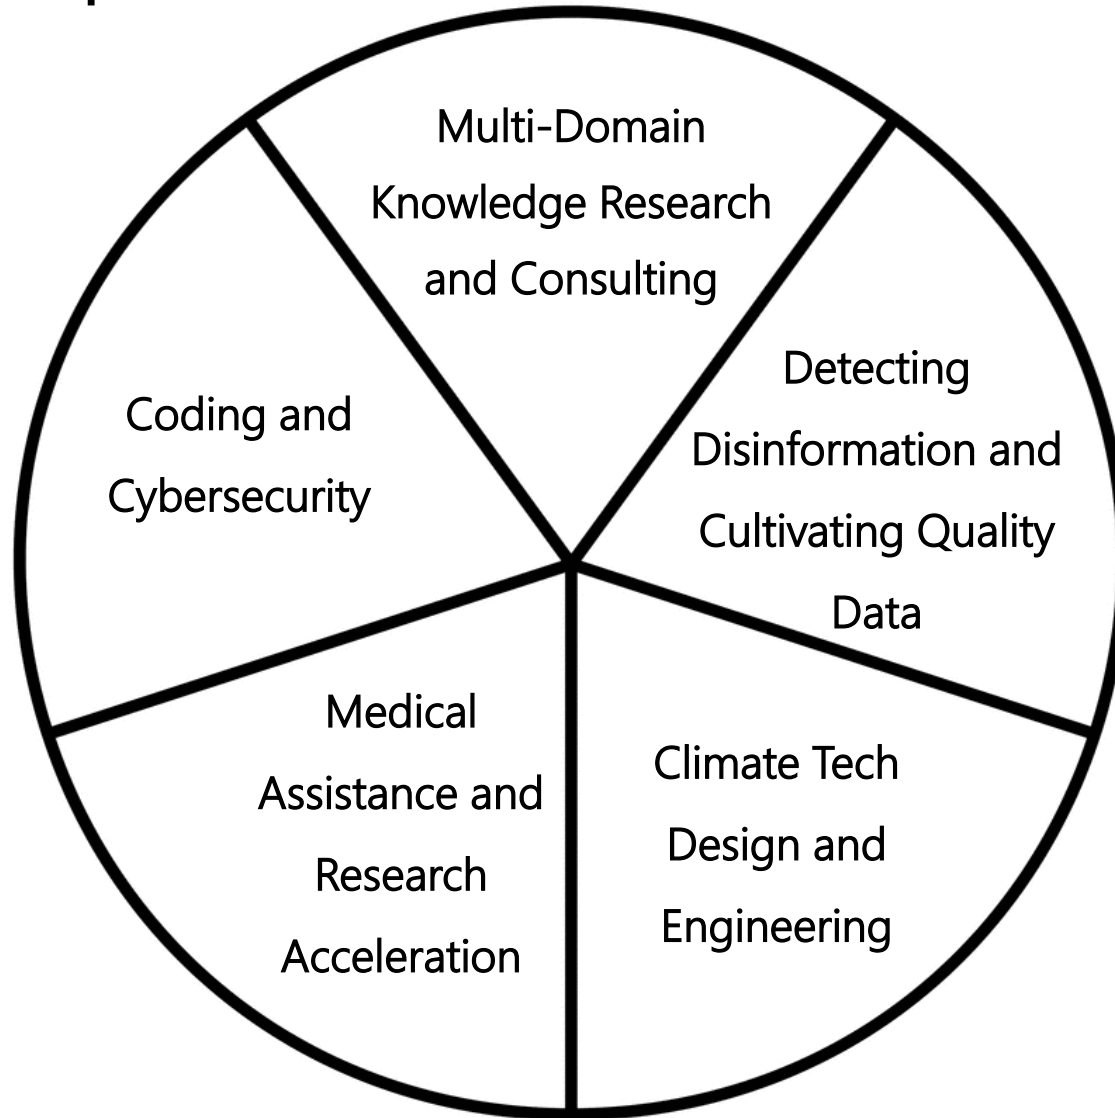 Multi-Domain
Knowledge Research
and Consulting
Detecting
Disinformation and
Cultivating Quality
Data
Climate Tech
Design and
Engineering
Medical
Assistance and
Research
Acceleration
Coding and
Cybersecurity